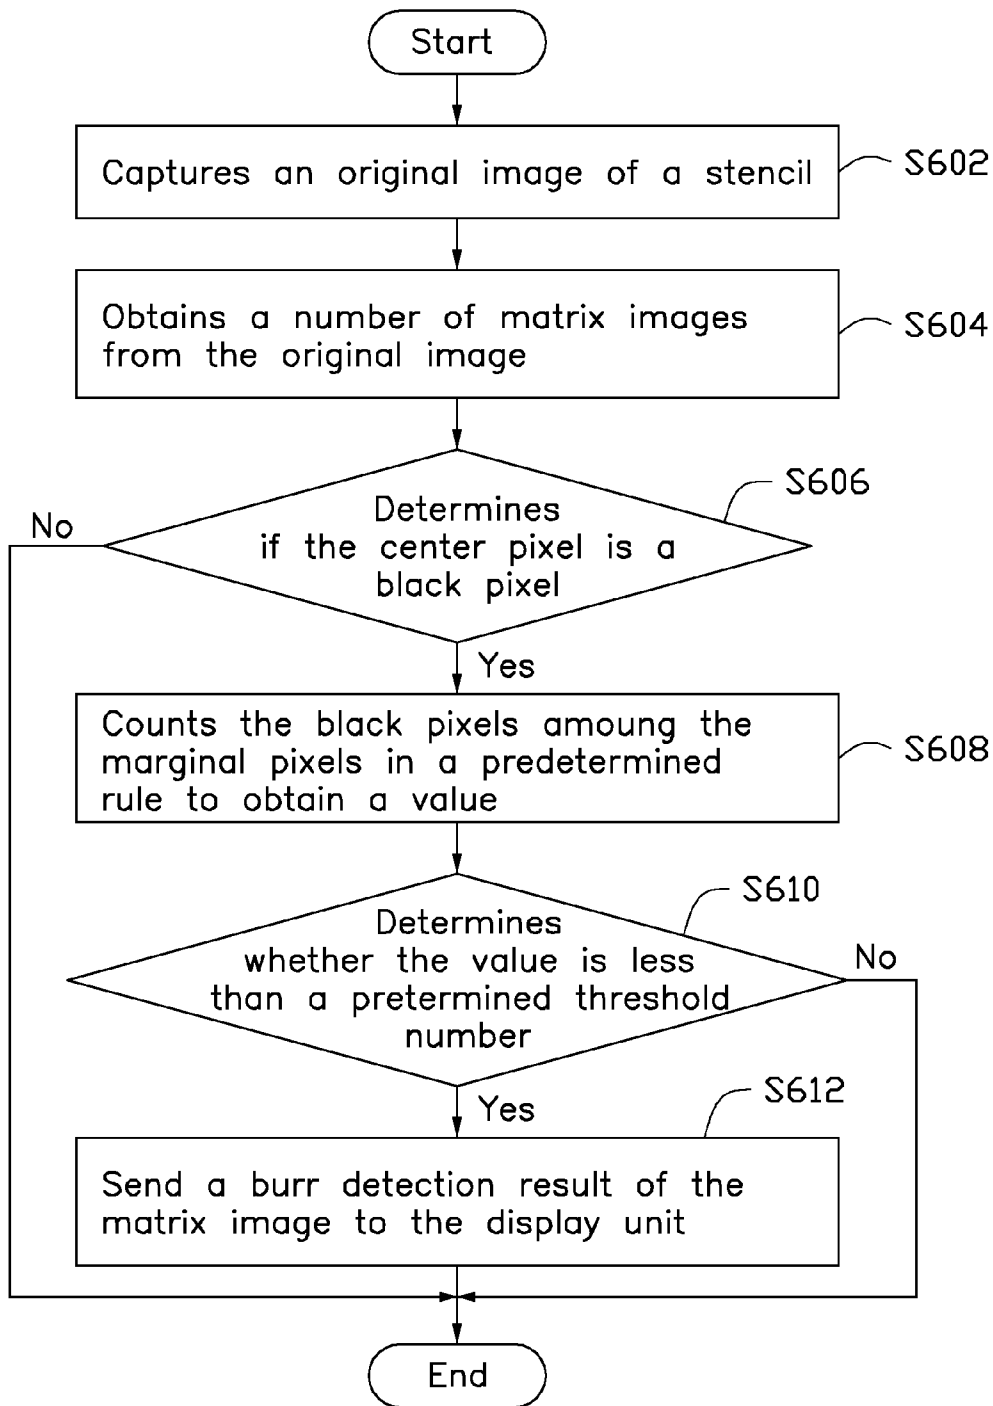 Start
Captures an original image of a stencil
S602
Obtains a number of matrix images
from the original image
S604
Determines
if the center pixel is a
black pixel
S606
No
Yes
Counts the black pixels amoung the
marginal pixels in a predetermined
rule to obtain a value
S608
Determines
whether the value is less
than a pretermined threshold
number
S610
No
Yes
Send a burr detection result of the
matrix image to the display unit
S612
End